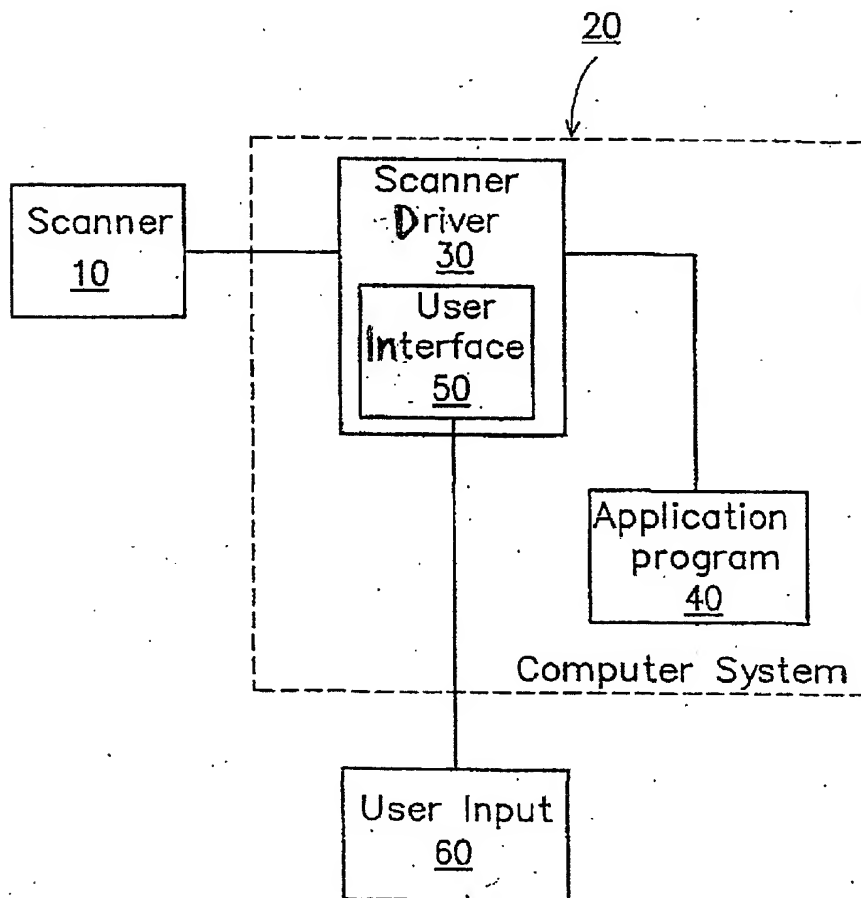 20
Scanner
10
Scanner
Driver
30
User
Interface
50
Application
program
40
Computer System
User Input
60